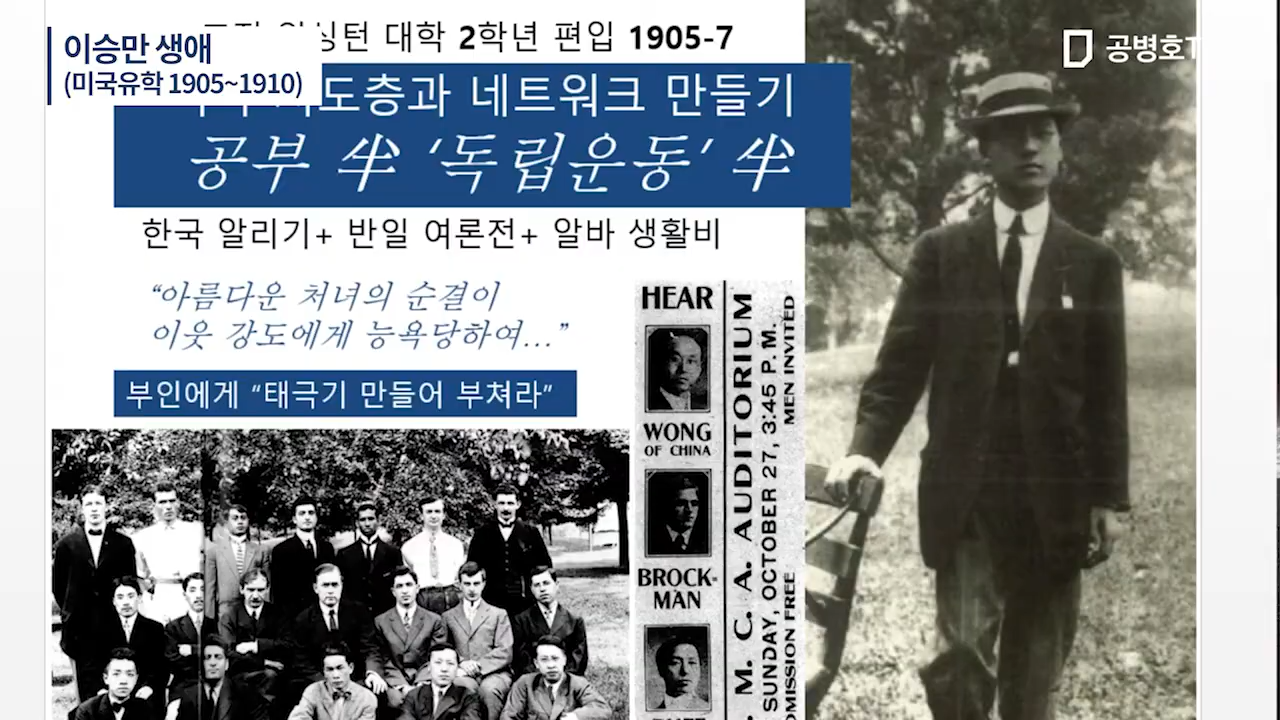 이승만 생애
(미국유학 1905~1910)
대학 2학년 편입 1905-7
네트워크 만들기
공부 半 ‘독립운동’ 半
한국 알리기+ 반일 여론전+ 알바 생활비
“아름다운 처녀의 순결이
이웃 강도에게 능욕당하여...”
부인에게 “태극기 만들어 부쳐라”
HEAR
WONG
OF CHINA
BROCK-
MAN
M. C. A. AUDITORIUM
SUNDAY, OCTOBER 27, 3:45 P. M.
MEN INVITED
FREE
공병호